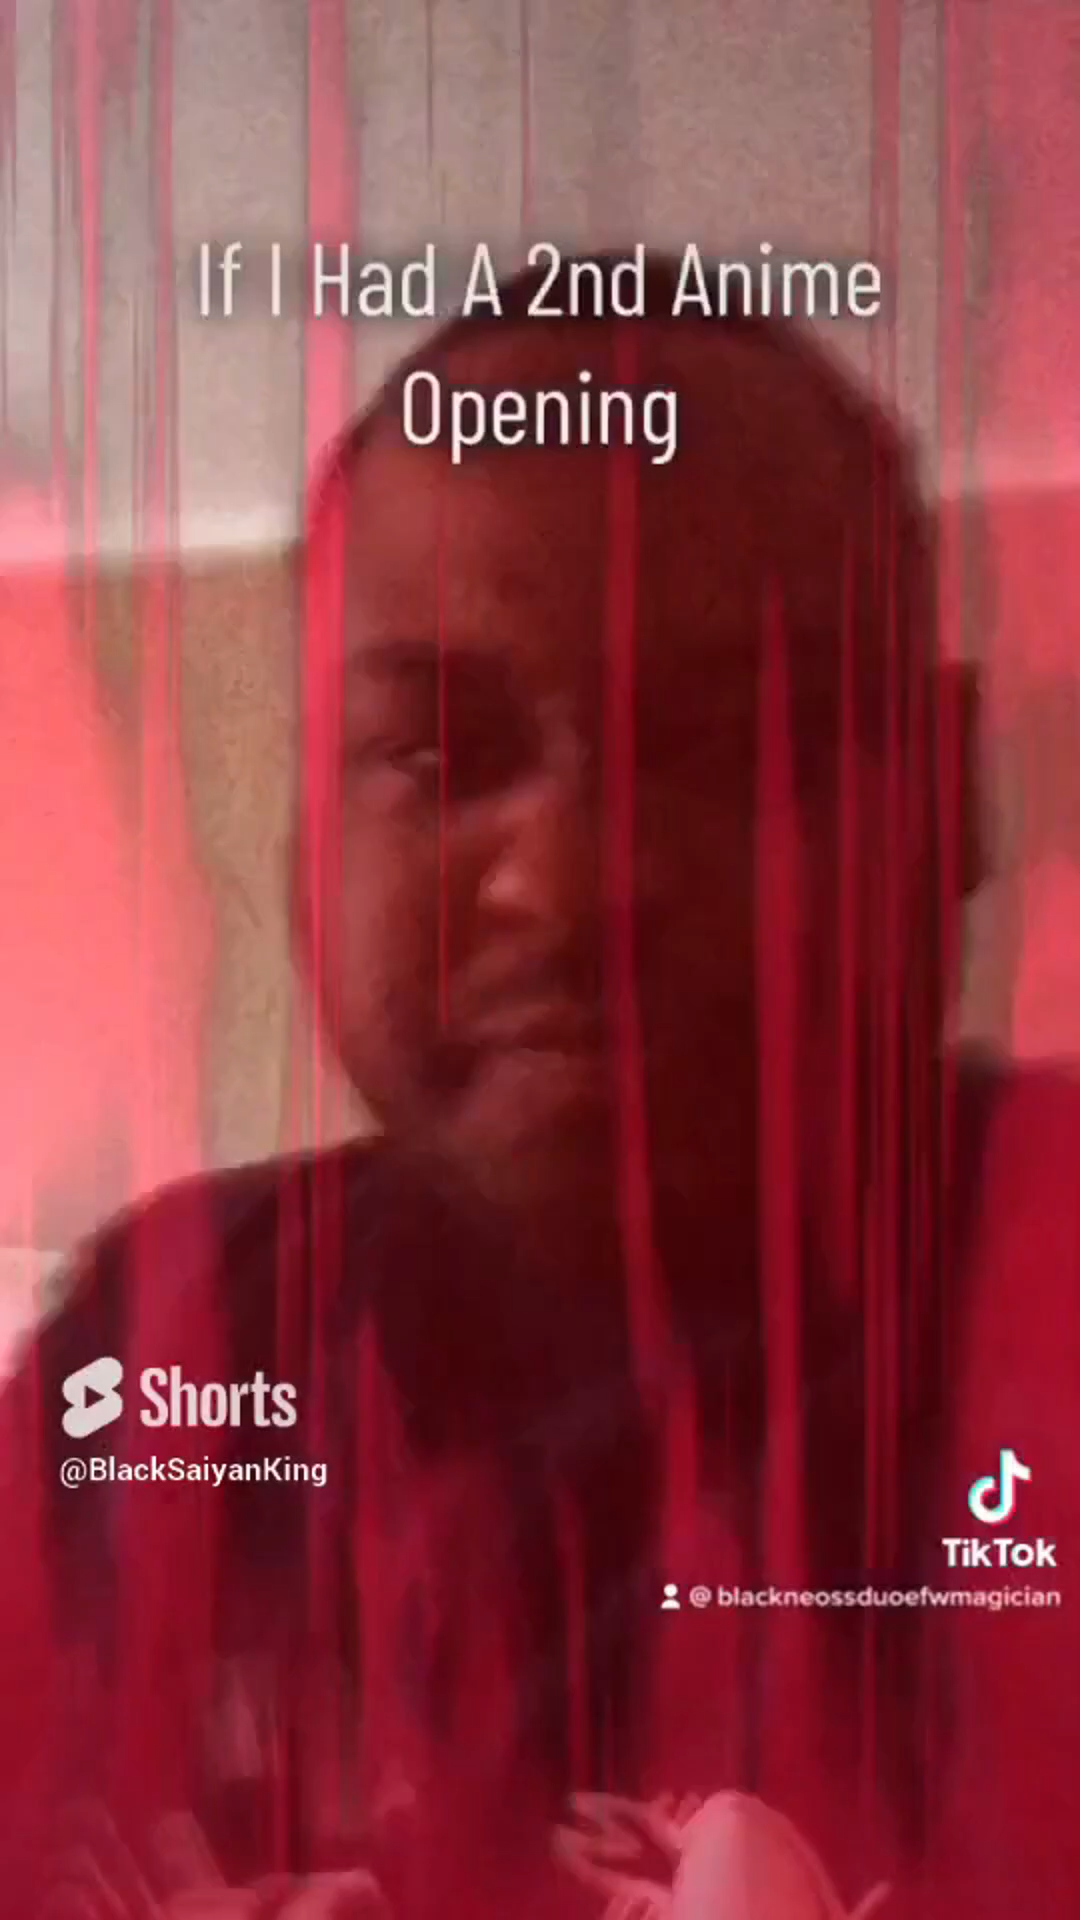 If I Had A 2nd Anime
Opening
Shorts
@BlackSaiyanKing
TikTok
@ blackneossduoefwmagician